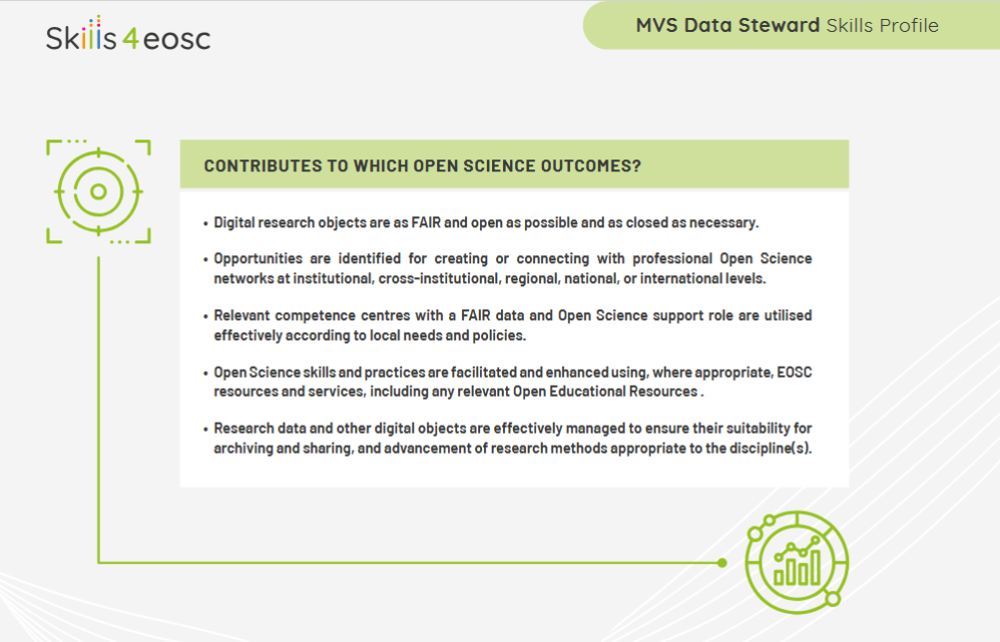 Skills4eosc
MVS Data Steward Skills Profile
CONTRIBUTES TO WHICH OPEN SCIENCE OUTCOMES?
• Digital research objects are as FAIR and open as possible and as closed as necessary.
• Opportunities are identified for creating or connecting with professional Open Science
networks at institutional, cross-institutional, regional, national, or international levels.
• Relevant competence centres with a FAIR data and Open Science support role are utilised
effectively according to local needs and policies.
• Open Science skills and practices are facilitated and enhanced using, where appropriate, EOSC
resources and services, including any relevant Open Educational Resources .
• Research data and other digital objects are effectively managed to ensure their suitability for
archiving and sharing, and advancement of research methods appropriate to the discipline(s).